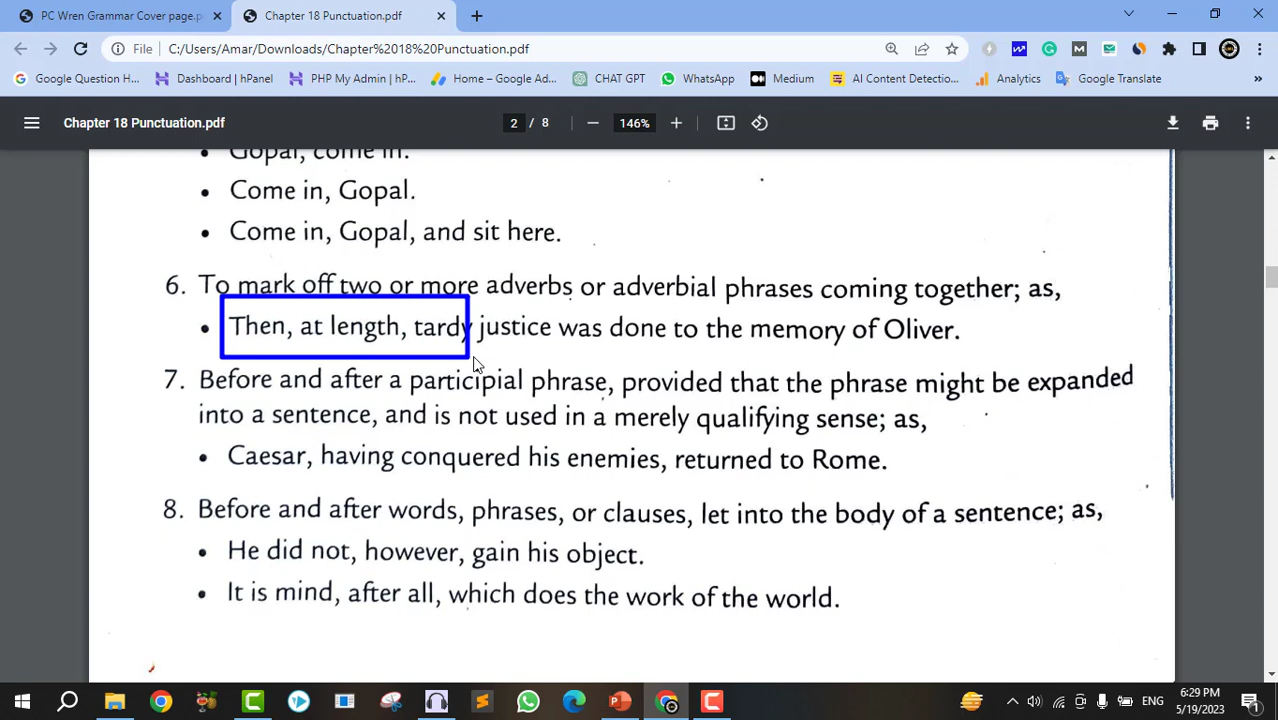 PC Wren Grammar Cover page.p
Chapter 18 Punctuation.pdf
File
C:/Users/Amar/Downloads/Chapter%2018%20Punctuation.pdf
Google Question H...
Dashboard | hPanel
PHP My Admin | hP...
Home – Google Ad...
CHAT GPT
WhatsApp
Medium
AI Content Detectio...
Analytics
Google Translate
»
Chapter 18 Punctuation.pdf
2 / 8
146%
• Gopal, come in.
• Come in, Gopal.
• Come in, Gopal, and sit here.
6. To mark off two or more adverbs or adverbial phrases coming together; as,
• Then, at length, tardy justice was done to the memory of Oliver.
7. Before and after a participial phrase, provided that the phrase might be expanded
into a sentence, and is not used in a merely qualifying sense; as,
• Caesar, having conquered his enemies, returned to Rome.
8. Before and after words, phrases, or clauses, let into the body of a sentence; as,
• He did not, however, gain his object.
• It is mind, after all, which does the work of the world.
ENG
6:29 PM
5/19/2023